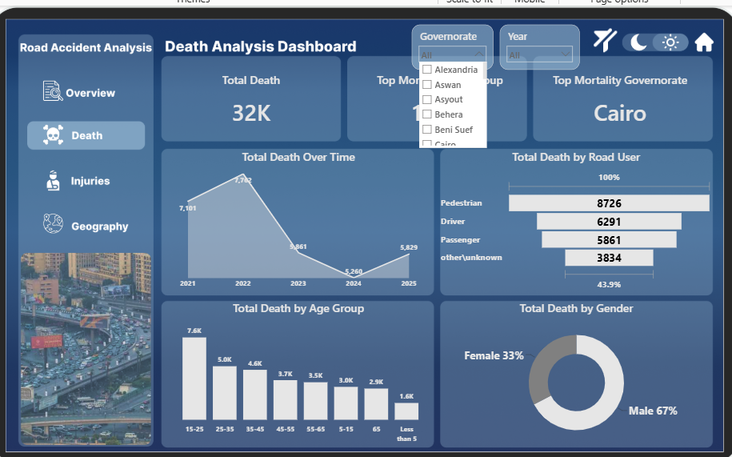 Themes Scale to fit Mobile Page options
Road Accident Analysis
Death Analysis Dashboard
Governorate
All
Year
All
Alexandria
Aswan
Asyout
Behera
Beni Suef
Cairo
Overview
Death
Injuries
Geography
Total Death
32K
Top Mor
up
1
Top Mortality Governorate
Cairo
Total Death Over Time
7,101
5,861
5,260
5,829
2021 2022 2023 2024 2025
Total Death by Road User
100%
Pedestrian 8726
Driver 6291
Passenger 5861
other\unknown 3834
43.9%
Total Death by Age Group
7.6K 5.0K 4.6K 3.7K 3.5K 3.0K 2.9K 1.6K
15-25 25-35 35-45 45-55 55-65 5-15 65 Less
than 5
Total Death by Gender
Female 33%
Male 67%